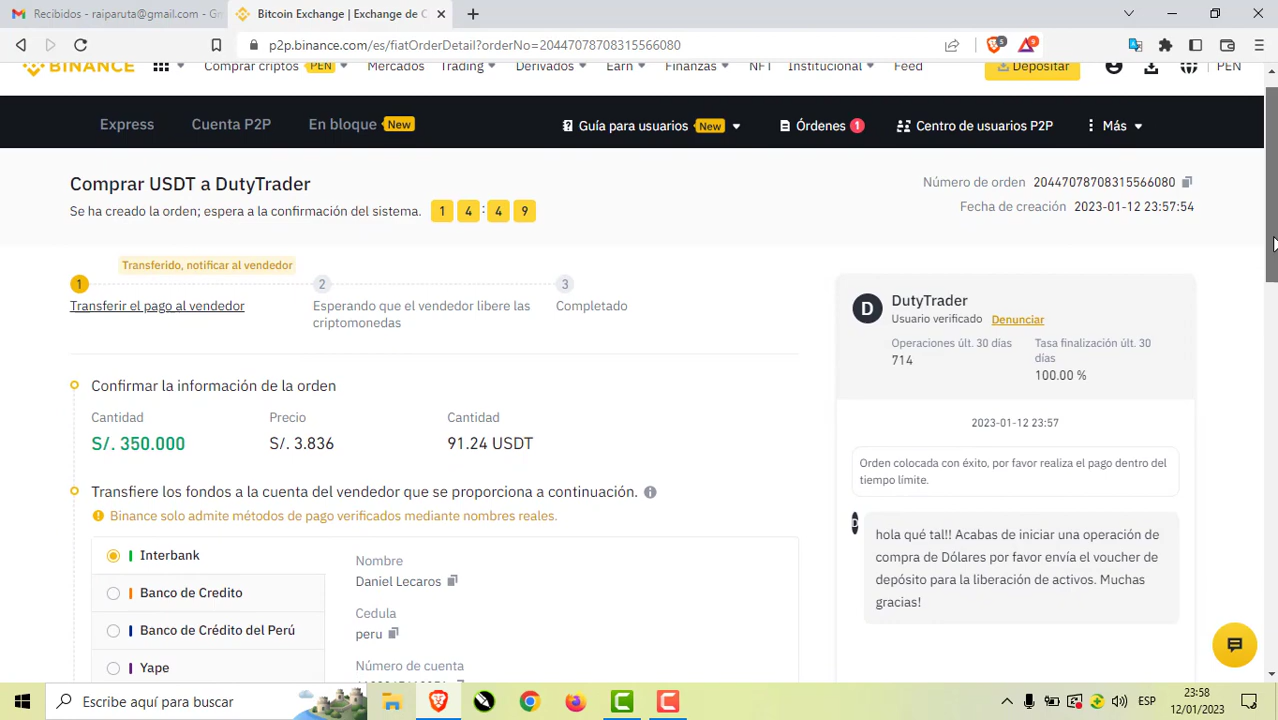 Recibidos - raiparuta@gmail.com - Gm
Bitcoin Exchange | Exchange de C
p2p.binance.com/es/fiatOrderDetail?orderNo=20447078708315566080
5
9
BINANCE
Comprar criptos PEN
Mercados
Trading
Derivados
Earn
Finanzas
NFT
Institucional
Feed
Depositar
PEN
Express
Cuenta P2P
En bloque New
Guía para usuarios New
Órdenes 1
Centro de usuarios P2P
Más
Comprar USDT a DutyTrader
Se ha creado la orden; espera a la confirmación del sistema. 1 4 : 4 9
Número de orden 20447078708315566080
Fecha de creación 2023-01-12 23:57:54
Transferido, notificar al vendedor
1
2
3
Transferir el pago al vendedor
Esperando que el vendedor libere las
criptomonedas
Completado
Confirmar la información de la orden
Cantidad
Precio
Cantidad
S/. 350.000
S/. 3.836
91.24 USDT
Transfiere los fondos a la cuenta del vendedor que se proporciona a continuación.
Binance solo admite métodos de pago verificados mediante nombres reales.
Interbank
Banco de Credito
Banco de Crédito del Perú
Yape
Nombre
Daniel Lecaros
Cedula
peru
Número de cuenta
D
DutyTrader
Usuario verificado Denunciar
Operaciones últ. 30 días
714
Tasa finalización últ. 30
días
100.00 %
2023-01-12 23:57
Orden colocada con éxito, por favor realiza el pago dentro del
tiempo límite.
D
hola qué tal!! Acabas de iniciar una operación de
compra de Dólares por favor envía el voucher de
depósito para la liberación de activos. Muchas
gracias!
Escribe aquí para buscar
ESP
23:58
12/01/2023